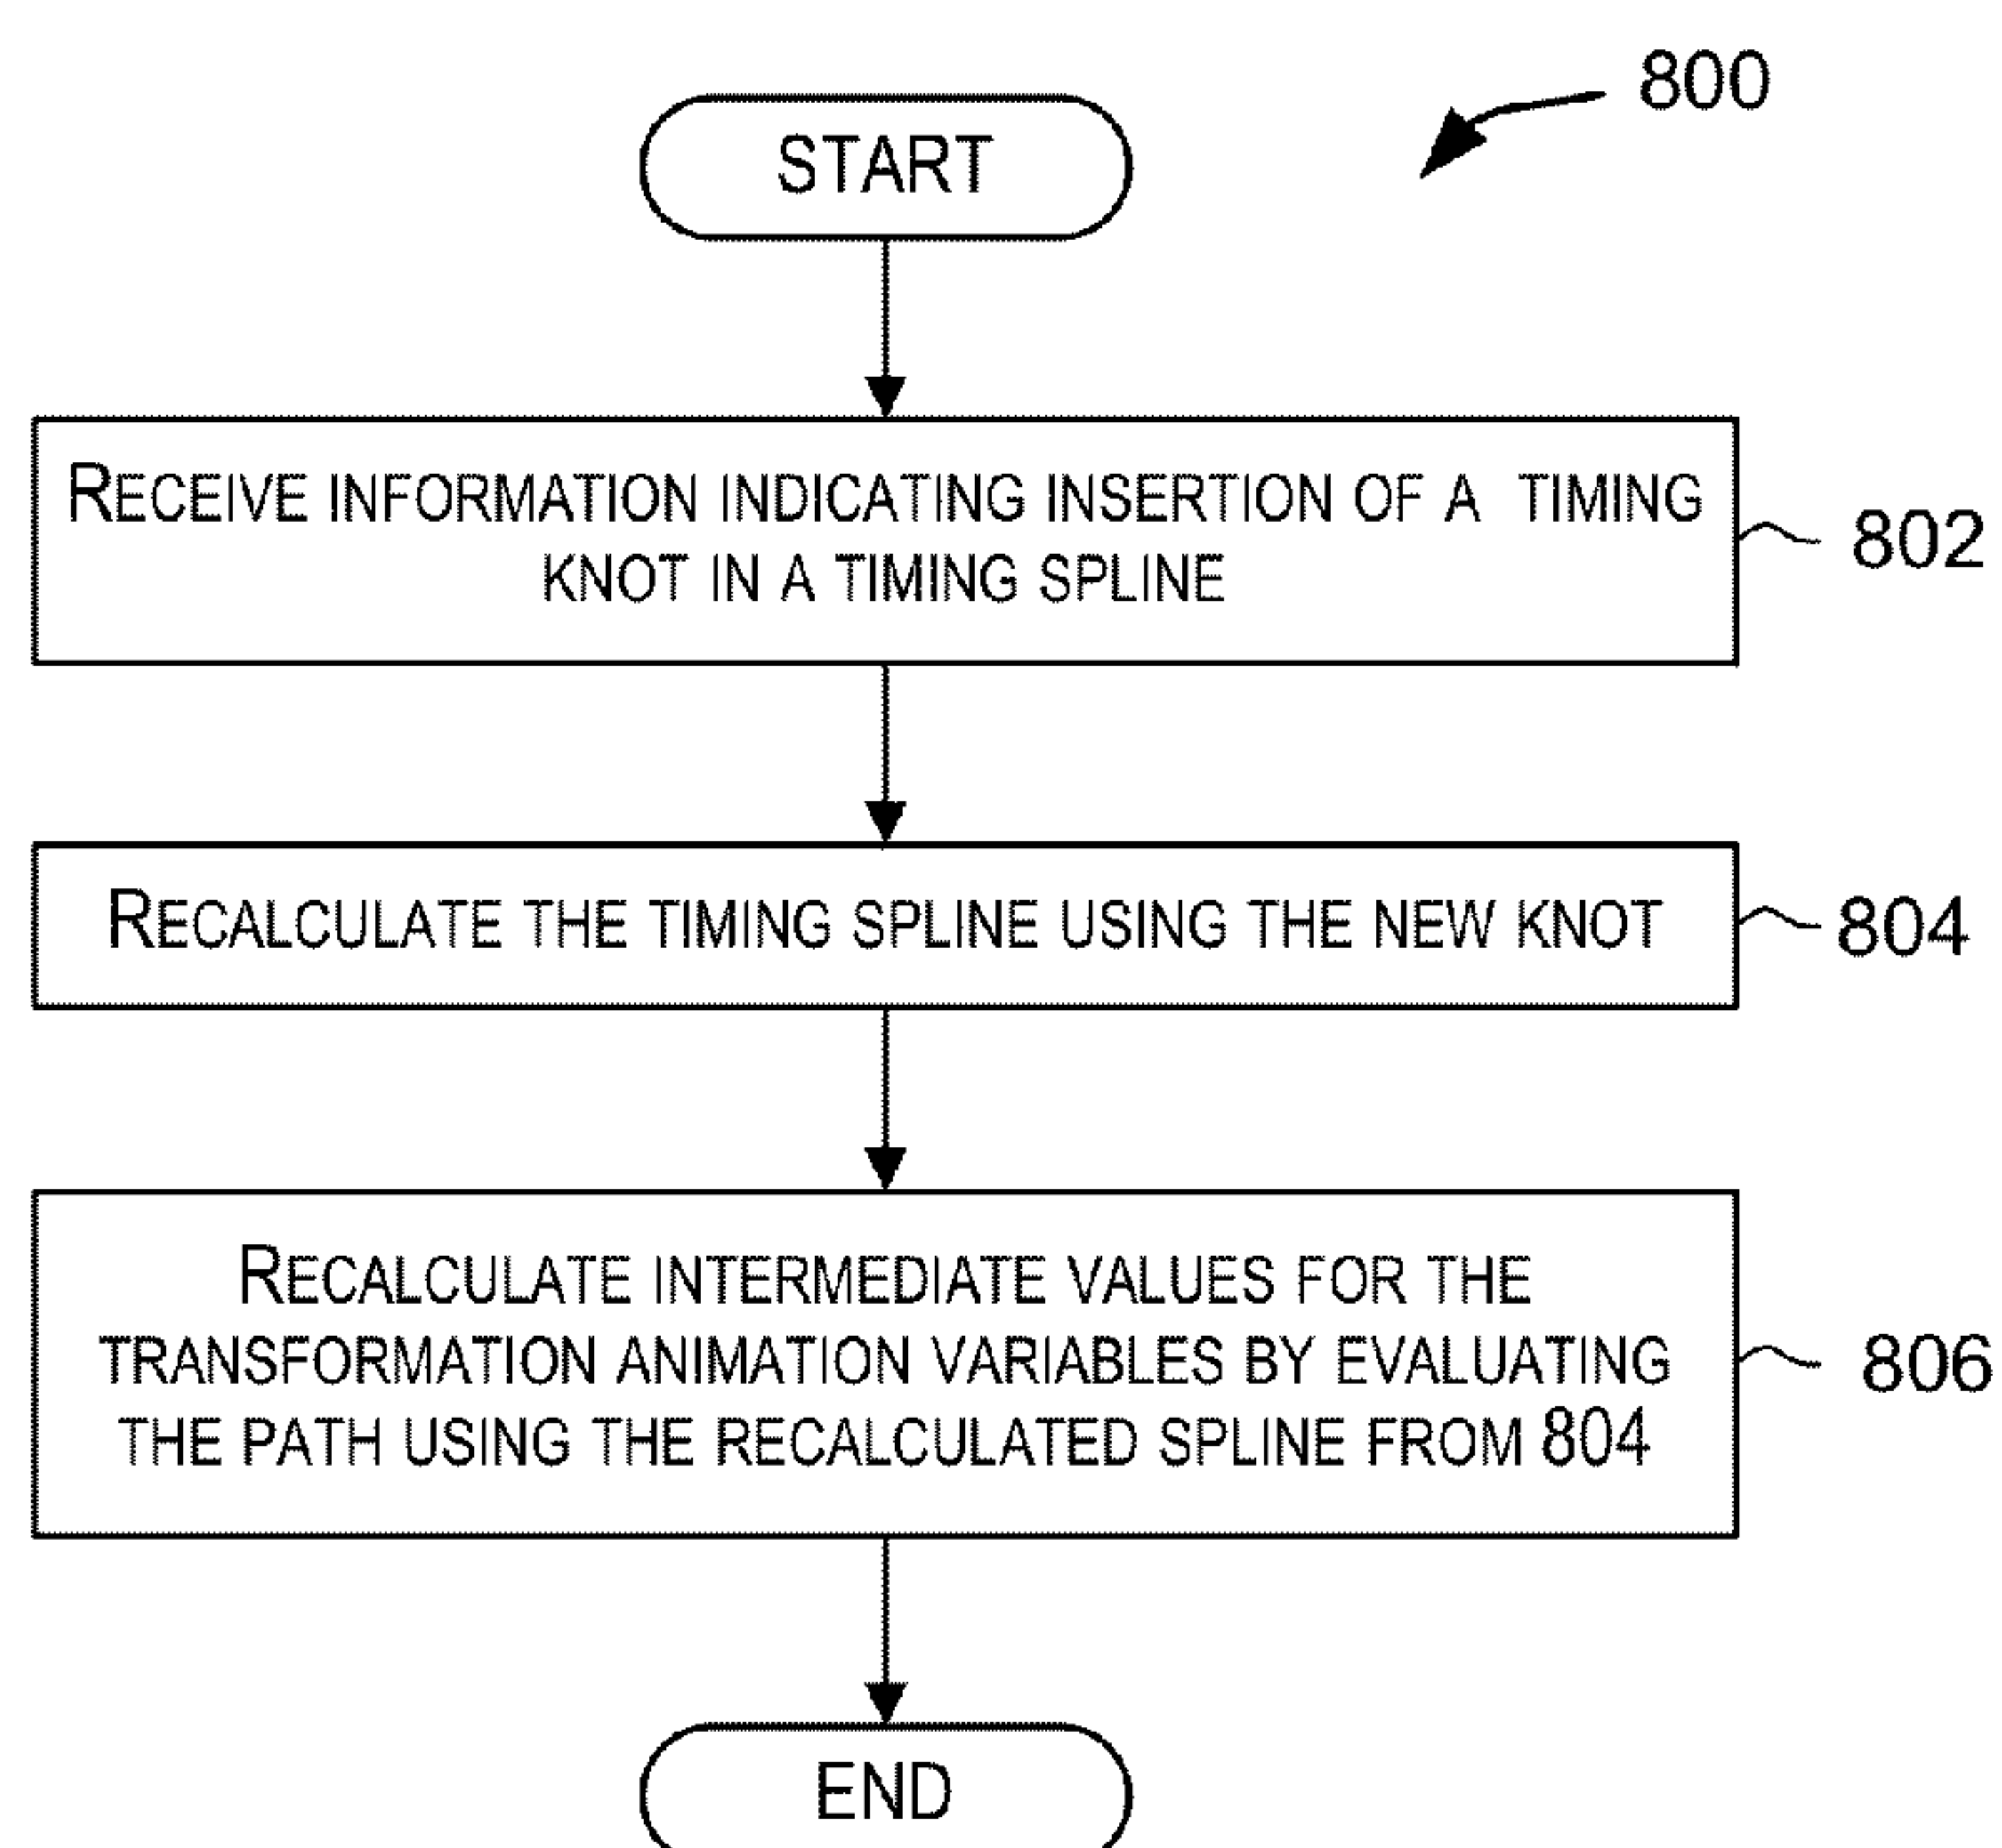 800
START
RECEIVE INFORMATION INDICATING INSERTION OF A TIMING
KNOT IN A TIMING SPLINE
802
RECALCULATE THE TIMING SPLINE USING THE NEW KNOT
804
RECALCULATE INTERMEDIATE VALUES FOR THE
TRANSFORMATION ANIMATION VARIABLES BY EVALUATING
THE PATH USING THE RECALCULATED SPLINE FROM 804
806
END